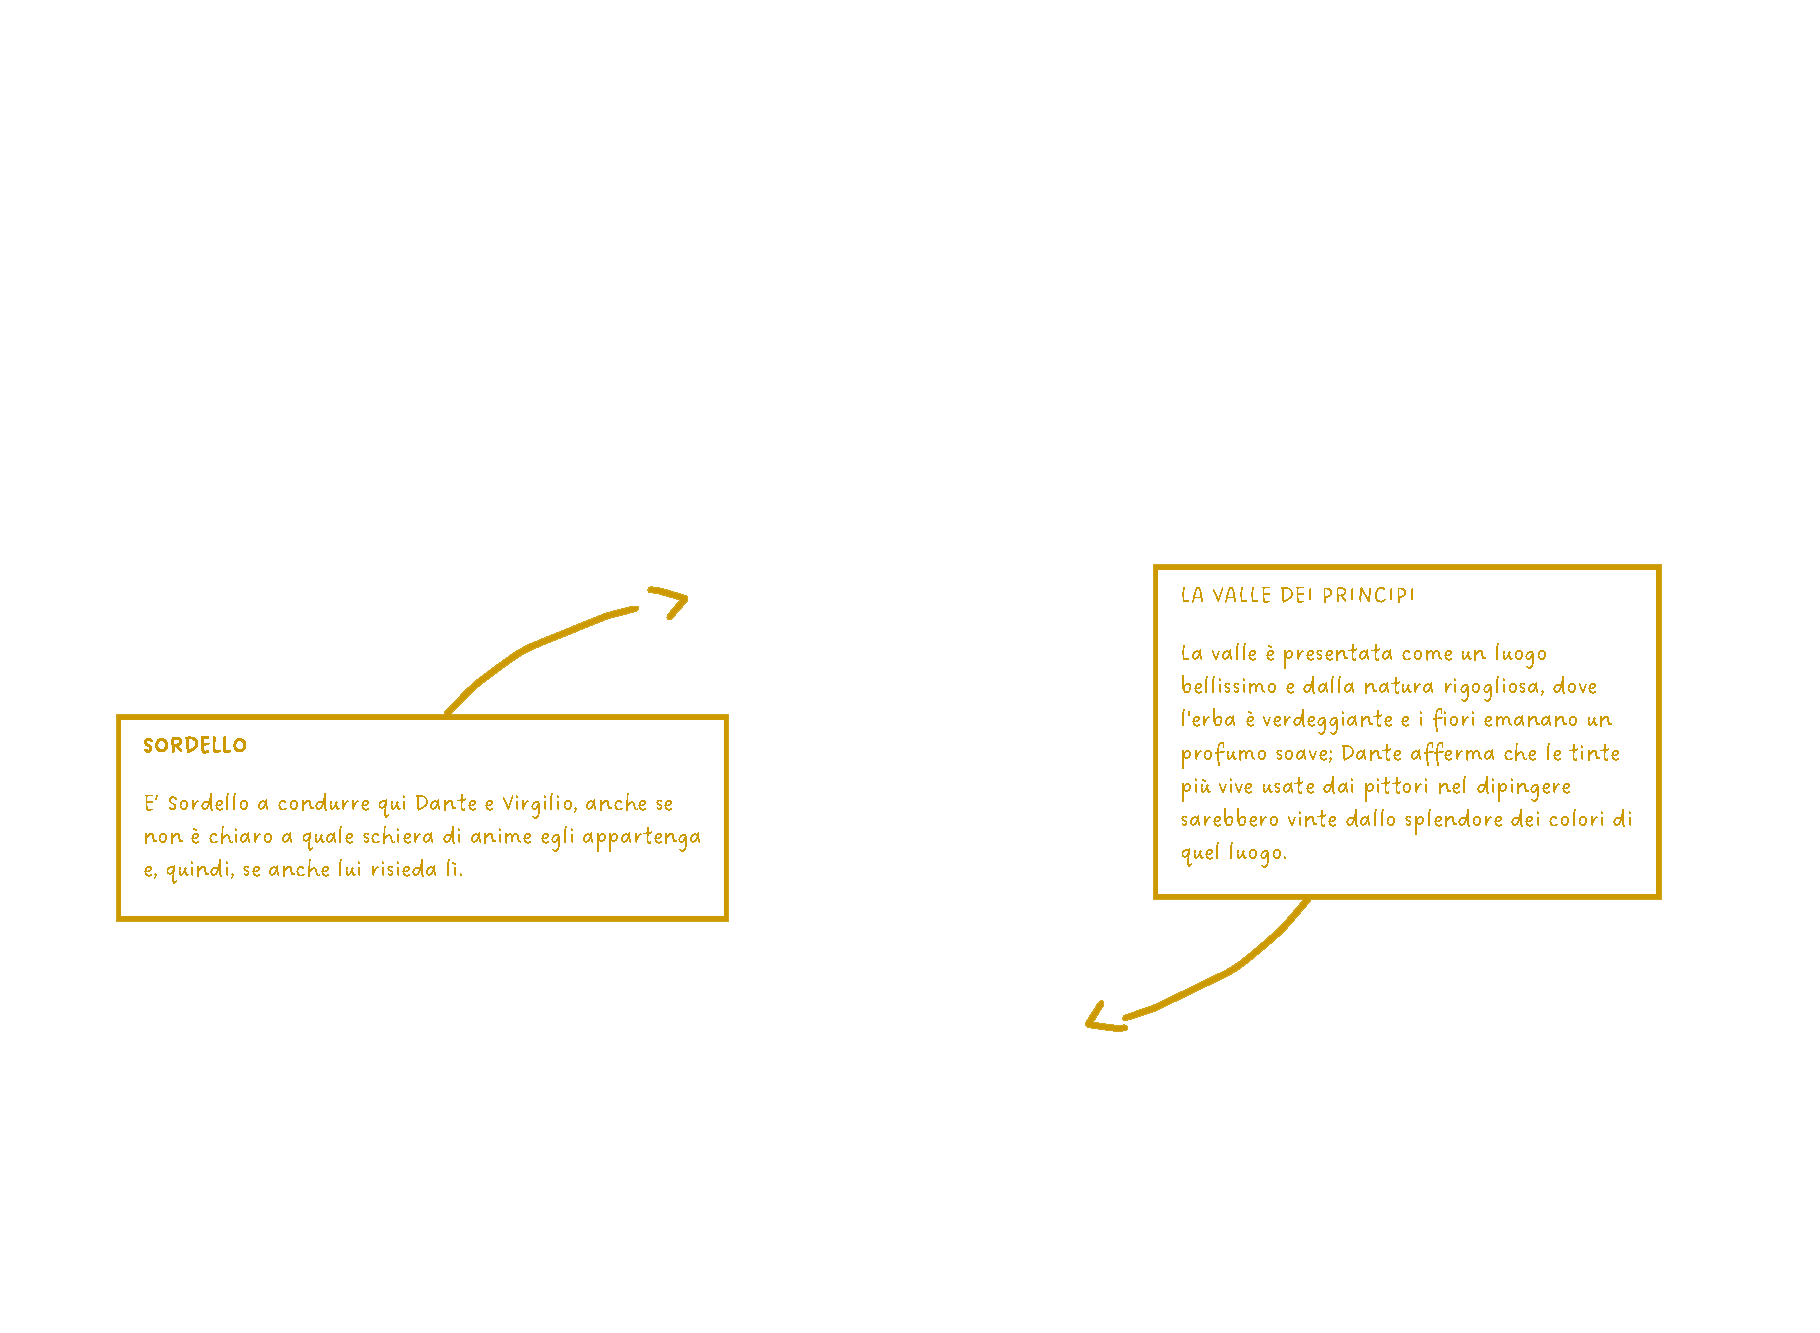 SORDELLO
E' Sordello a condurre qui Dante e Virgilio, anche se
non è chiaro a quale schiera di anime egli appartenga
e, quindi, se anche lui risieda lì.
LA VALLE DEI PRINCIPI
La valle è presentata come un luogo
bellissimo e dalla natura rigogliosa, dove
l'erba è verdeggiante e i fiori emanano un
profumo soave; Dante afferma che le tinte
più vive usate dai pittori nel dipingere
sarebbero vinte dallo splendore dei colori di
quel luogo.